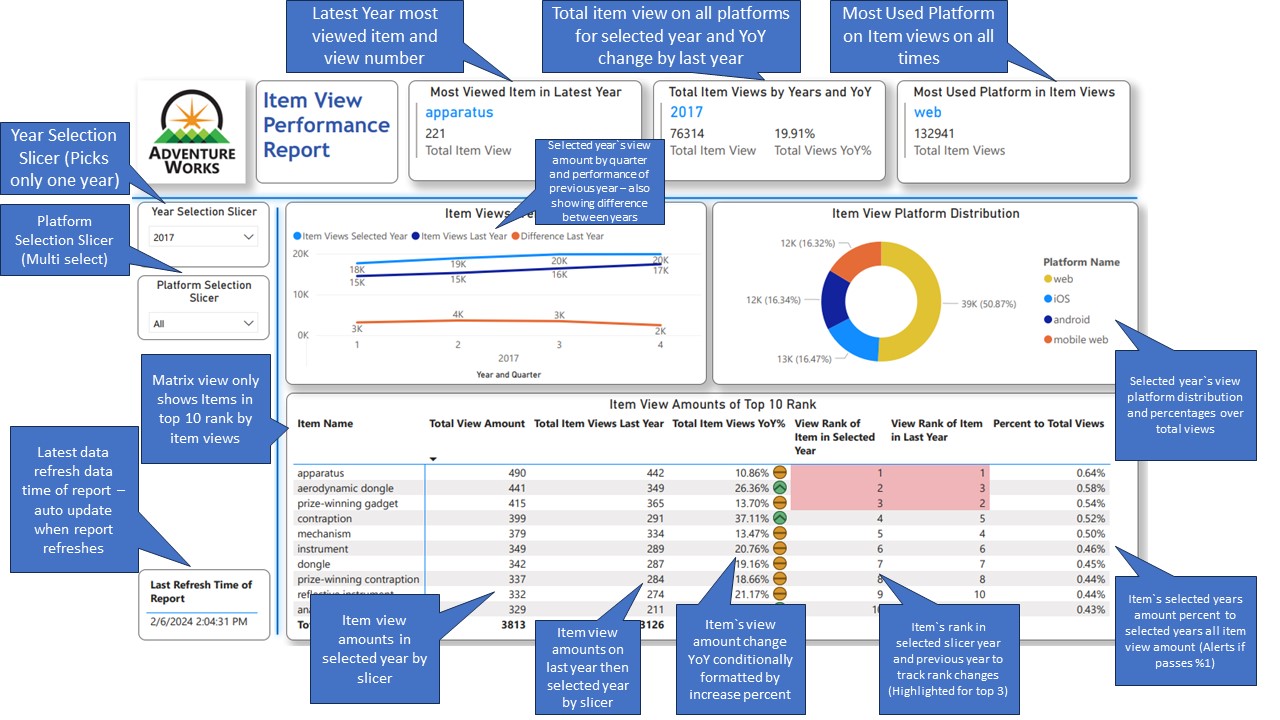 Latest Year most
viewed item and
view number
Total item view on all platforms
for selected year and YoY
change by last year
Most Used Platform
on Item views on all
times
ADVENTURE
WORKS
Item View
Performance
Report
Most Viewed Item in Latest Year
apparatus
221
Total Item View
Total Item Views by Years and YoY
2017
76314 19.91%
Total Item View Total Views YoY%
Most Used Platform in Item Views
web
132941
Total Item Views
Year Selection
Slicer (Picks
only one year)
Selected year`s view
amount by quarter
and performance of
previous year – also
showing difference
between years
Year Selection Slicer
2017
Platform
Selection Slicer
(Multi select)
Platform Selection
Slicer
All
Item Views
Item Views Selected Year Item Views Last Year Difference Last Year
20K
10K
0K
18K 19K 20K 20K
15K 15K 16K 17K
3K 4K 3K 2K
1 2 3 4
2017
Year and Quarter
Item View Platform Distribution
12K (16.32%)
12K (16.34%)
13K (16.47%)
39K (50.87%)
Platform Name
web
iOS
android
mobile web
Selected year`s view
platform distribution
and percentages over
total views
Matrix view only
shows Items in
top 10 rank by
item views
Latest data
refresh data
time of report –
auto update
when report
refreshes
Last Refresh Time of
Report
2/6/2024 2:04:31 PM
Item View Amounts of Top 10 Rank
Item Name Total View Amount Total Item Views Last Year Total Item Views YoY% View Rank of Item in Selected Year View Rank of Item in Last Year Percent to Total Views
apparatus 490 442 10.86% 1 1 0.64%
aerodynamic dongle 441 349 26.36% 2 3 0.58%
prize-winning gadget 415 365 13.70% 3 2 0.54%
contraption 399 291 37.11% 4 5 0.52%
mechanism 379 334 13.47% 5 4 0.50%
instrument 349 289 20.76% 6 6 0.46%
dongle 342 287 19.16% 7 7 0.45%
prize-winning contraption 337 284 18.66% 8 8 0.44%
reflective instrument 332 274 21.17% 9 10 0.44%
329 211 0.43%
3813 3126
Item view
amounts in
selected year by
slicer
Item view
amounts on
last year then
selected year
by slicer
Item`s view
amount change
YoY conditionally
formatted by
increase percent
Item`s rank in
selected slicer year
and previous year to
track rank changes
(Highlighted for top 3)
Item`s selected years
amount percent to
selected years all item
view amount (Alerts if
passes %1)